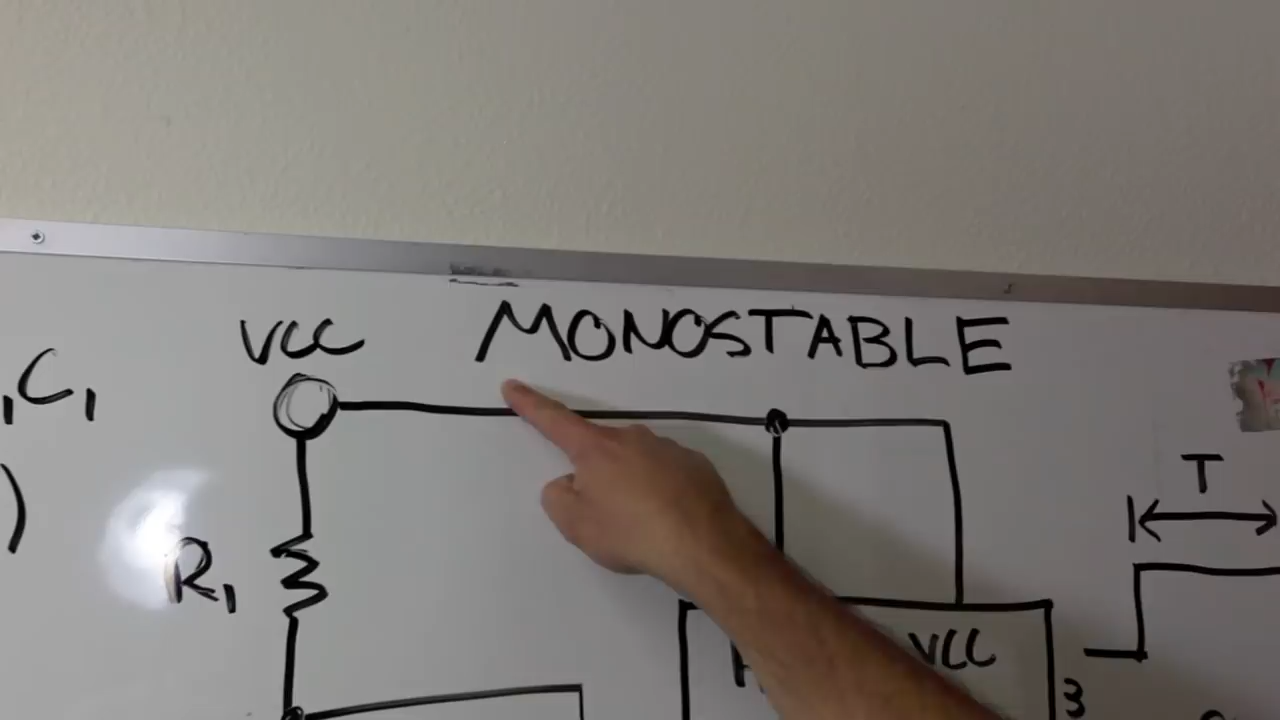 MONOSTABLE
VCC
,C₁
)
T
R₁
VCC
3